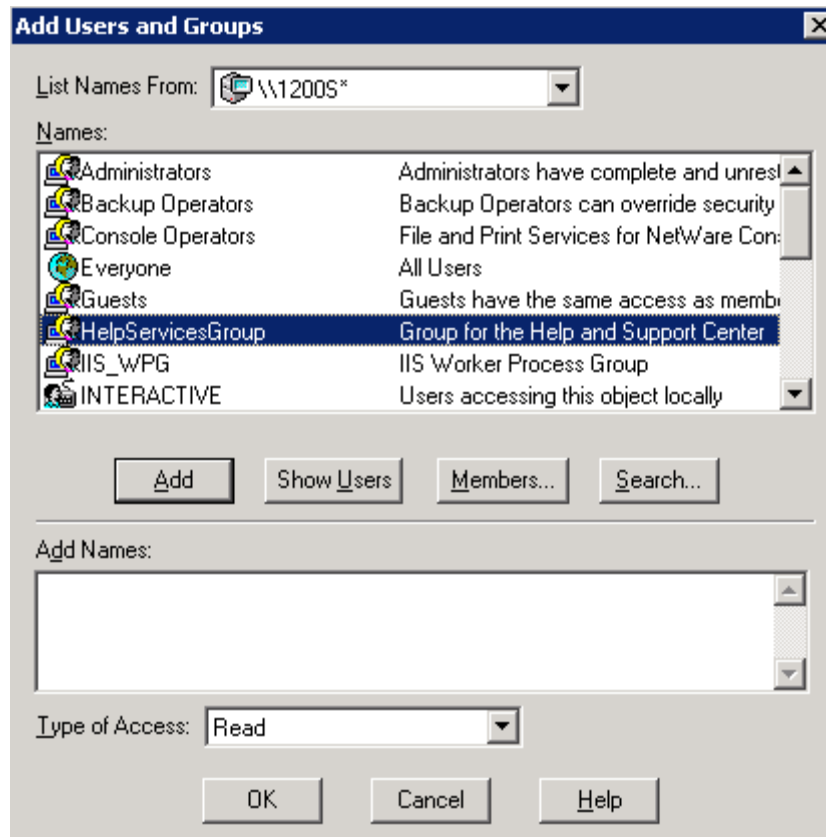 Add Users and Groups
List Names From: \\1200S*
Names:
Administrators Administrators have complete and unrest
Backup Operators Backup Operators can override security
Console Operators File and Print Services for NetWare Con:
Everyone All Users
Guests Guests have the same access as memb
HelpServicesGroup Group for the Help and Support Center
IIS_WPG IIS Worker Process Group
INTERACTIVE Users accessing this object locally
Add Show Users Members... Search...
Add Names:
Type of Access: Read
OK Cancel Help